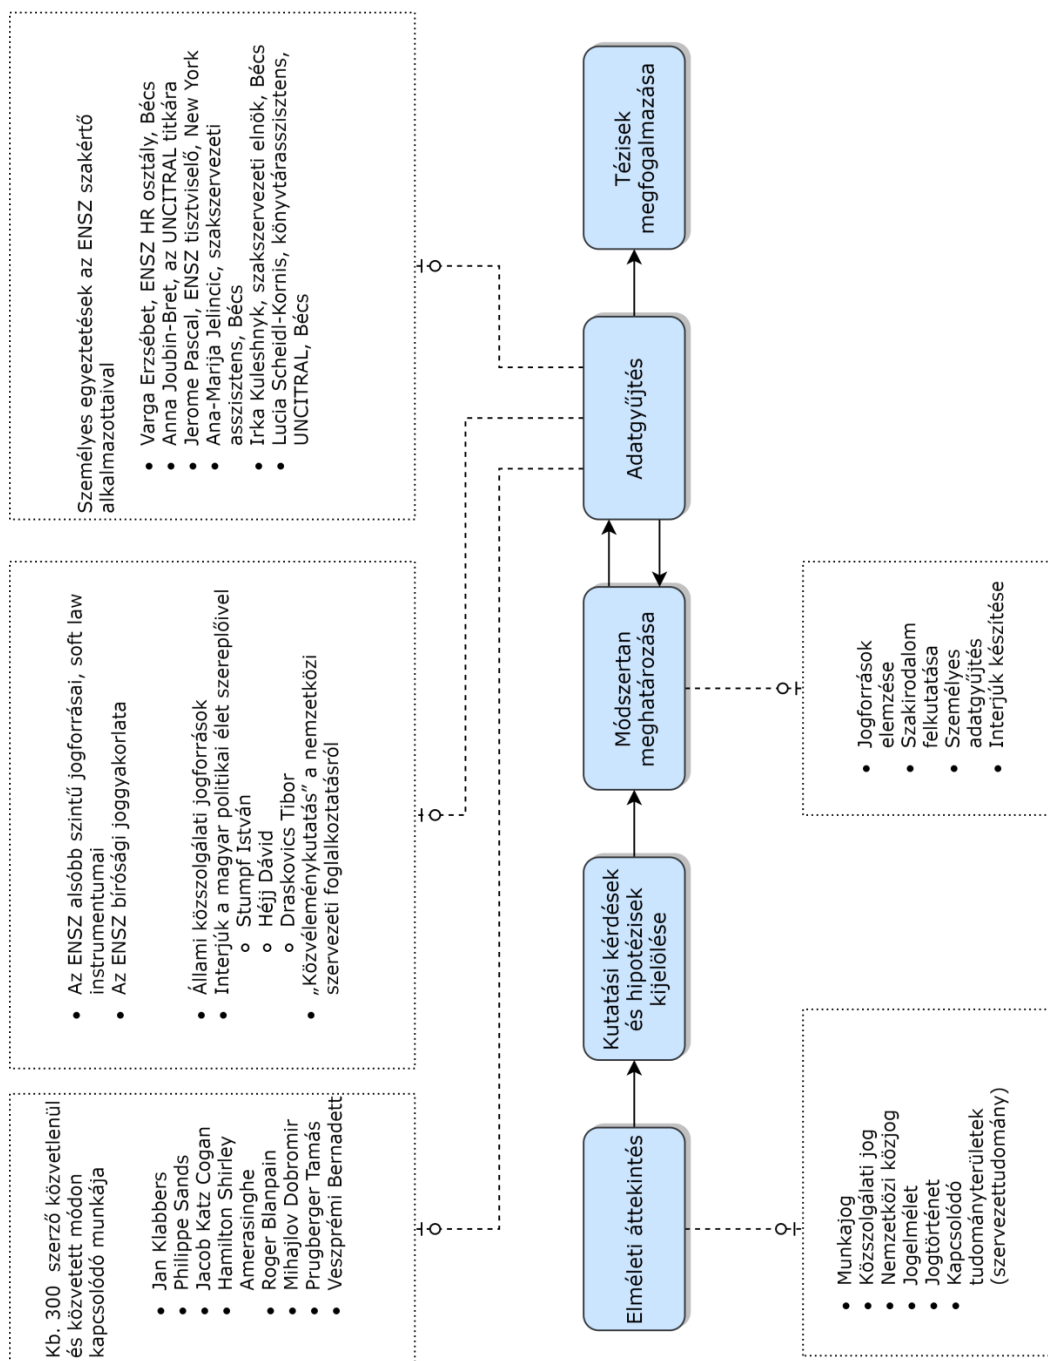 Kb. 300 szerző közvetlenül
és közvetett módon
kapcsolódó munkája
• Jan Klabbers
• Philippe Sands
• Jacob Katz Cogan
• Hamilton Shirley
Amerasinghe
• Roger Blanpain
• Mihajlov Dobromir
• Prugberger Tamás
• Veszprémi Bernadett
• Az ENSZ alsóbb szintű jogforrásai, soft law
instrumentumai
• Az ENSZ bírósági joggyakorlata
• Állami közszolgálati jogforrások
• Interjúk a magyar politikai élet szereplőivel
o Stumpf István
o Héjj Dávid
o Draskovics Tibor
• „Közvéleménykutatás” a nemzetközi
szervezeti foglalkoztatásról
Személyes egyeztetések az ENSZ szakértő
alkalmazottaival
• Varga Erzsébet, ENSZ HR osztály, Bécs
• Anna Joubin-Bret, az UNCITRAL titkára
• Jerome Pascal, ENSZ tisztviselő, New York
• Ana-Marija Jelincic, szakszervezeti
asszisztens, Bécs
• Irka Kuleshnyk, szakszervezeti elnök, Bécs
• Lucia Scheidl-Kornis, könyvtárasszisztens,
UNCITRAL, Bécs
Elméleti áttekintés
Kutatási kérdések
és hipotézisek
kijelölése
Módszertan
meghatározása
Adatgyűjtés
Tézisek
megfogalmazása
• Munkajog
• Közszolgálati jog
• Nemzetközi közjog
• Jogelmélet
• Jogtörténet
• Kapcsolódó
tudományterületek
(szervezettudomány)
• Jogforrások
elemzése
• Szakirodalom
felkutatása
• Személyes
adatgyűjtés
• Interjúk készítése